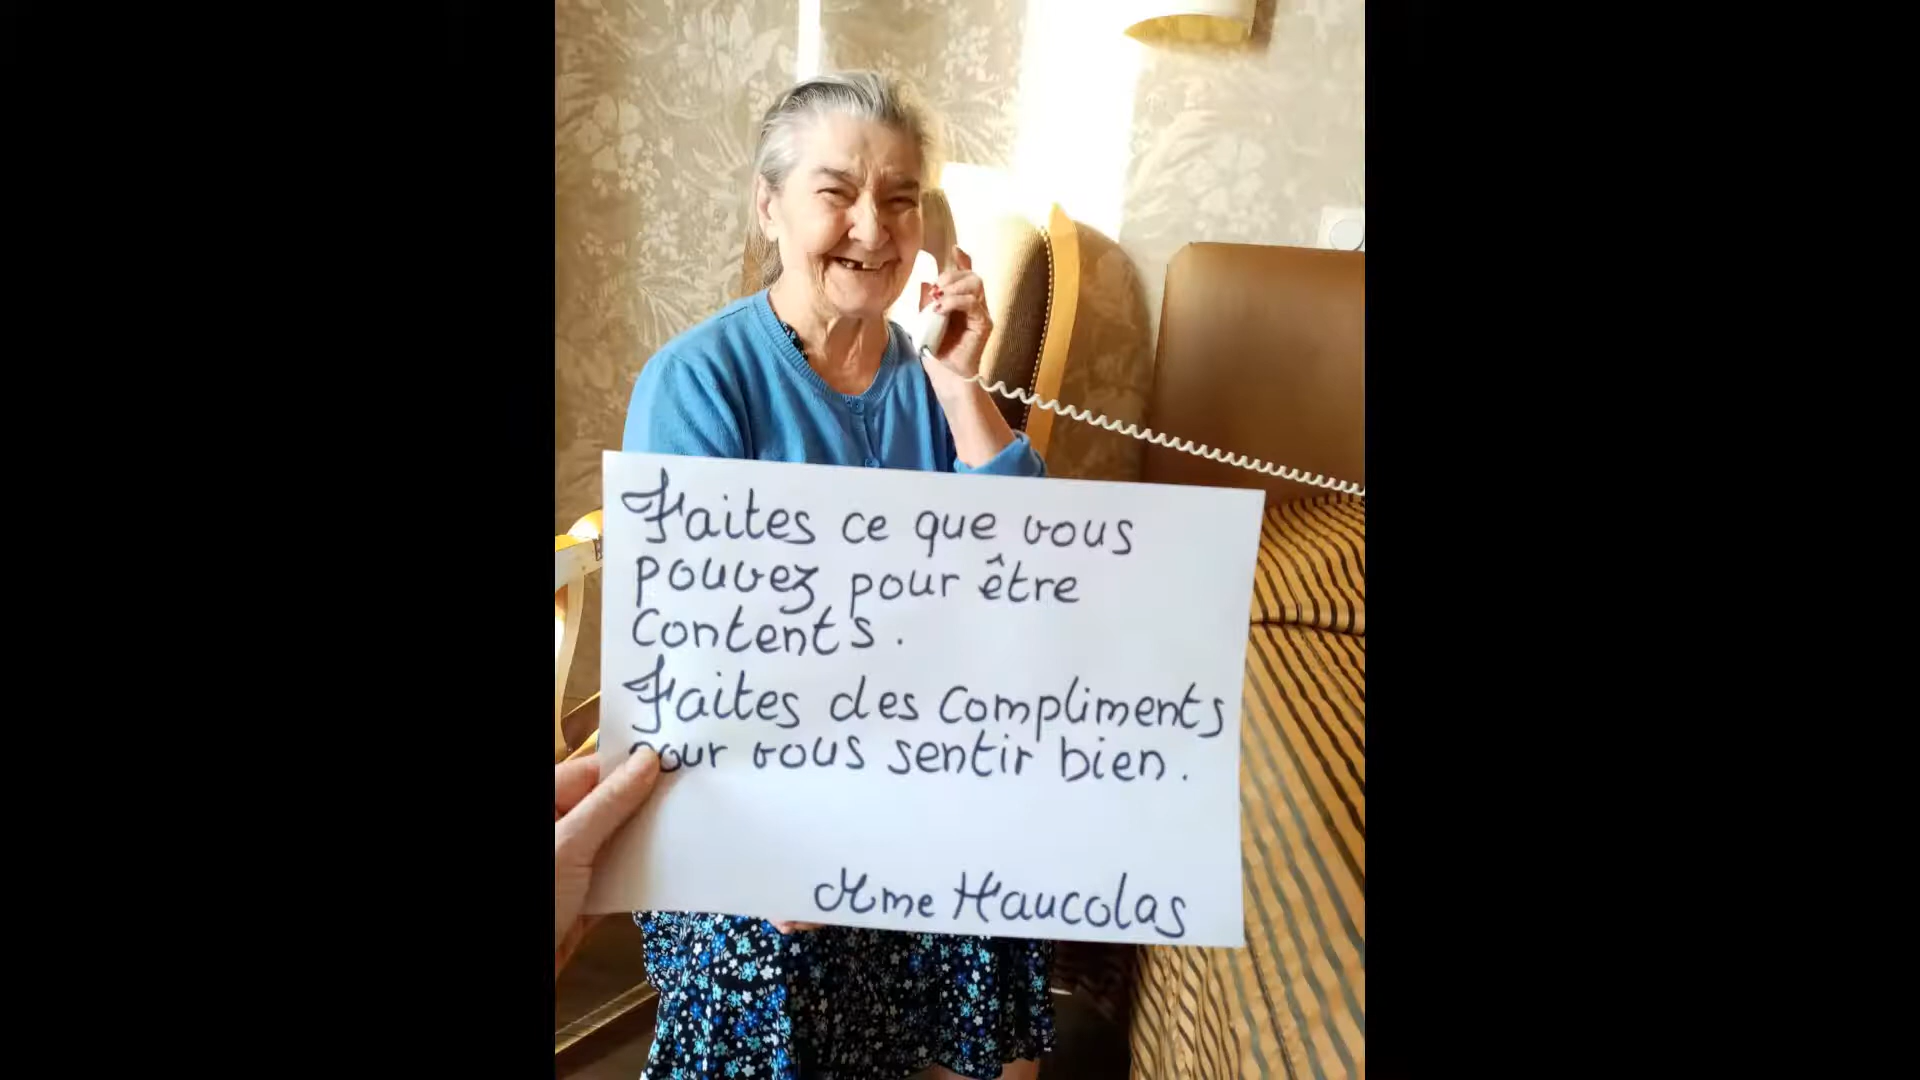 Faites ce que vous
pouvez pour être
Contents.
Faites des compliments
pour vous sentir bien.
Mme Haucolas